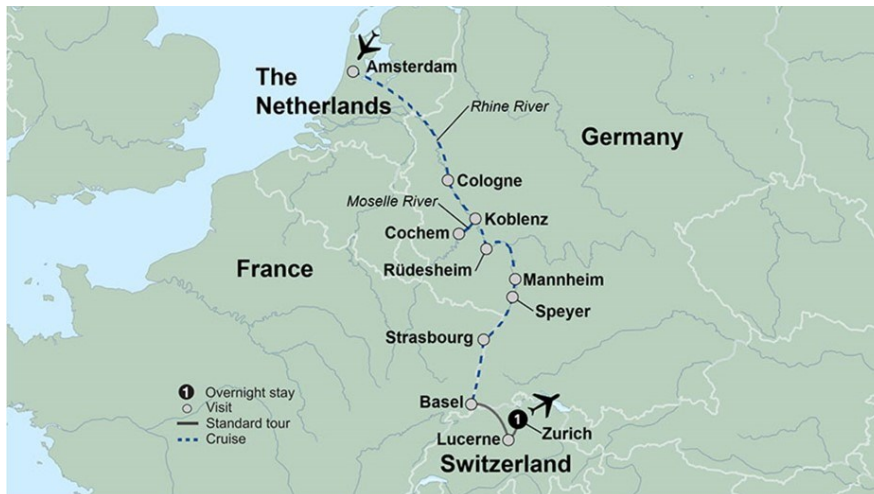 Amsterdam
The
Netherlands
Rhine River
Germany
Cologne
Moselle River
Koblenz
Cochem
France
Rüdesheim
Mannheim
Speyer
Strasbourg
1 Overnight stay
Visit
Standard tour
Cruise
Basel
1
Zurich
Lucerne
Switzerland